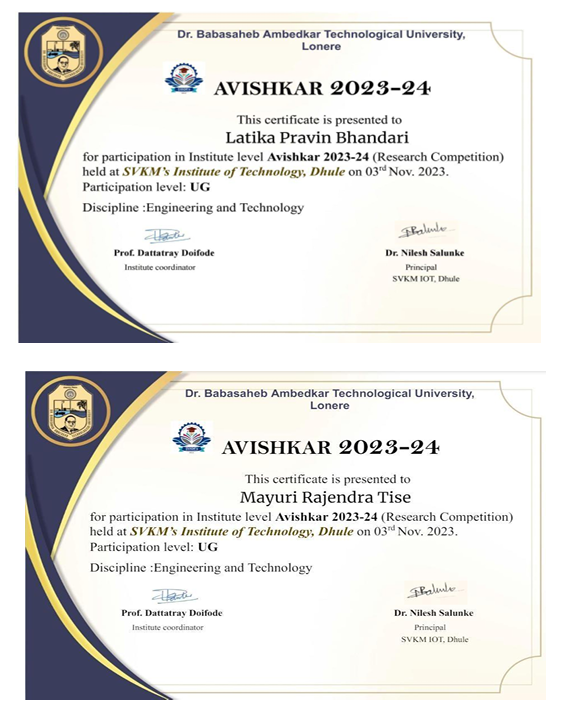 Dr. Babasaheb Ambedkar Technological University,
Lonere
AVISHKAR 2023-24
This certificate is presented to
Latika Pravin Bhandari
for participation in Institute level Avishkar 2023-24 (Research Competition)
held at SVKM's Institute of Technology, Dhule on 03rd Nov. 2023.
Participation level: UG
Discipline :Engineering and Technology
Prof. Dattatray Doifode
Institute coordinator
Dr. Nilesh Salunke
Principal
SVKM IOT, Dhule
Dr. Babasaheb Ambedkar Technological University,
Lonere
AVISHKAR 2023-24
This certificate is presented to
Mayuri Rajendra Tise
for participation in Institute level Avishkar 2023-24 (Research Competition)
held at SVKM's Institute of Technology, Dhule on 03rd Nov. 2023.
Participation level: UG
Discipline :Engineering and Technology
Prof. Dattatray Doifode
Institute coordinator
Dr. Nilesh Salunke
Principal
SVKM IOT, Dhule